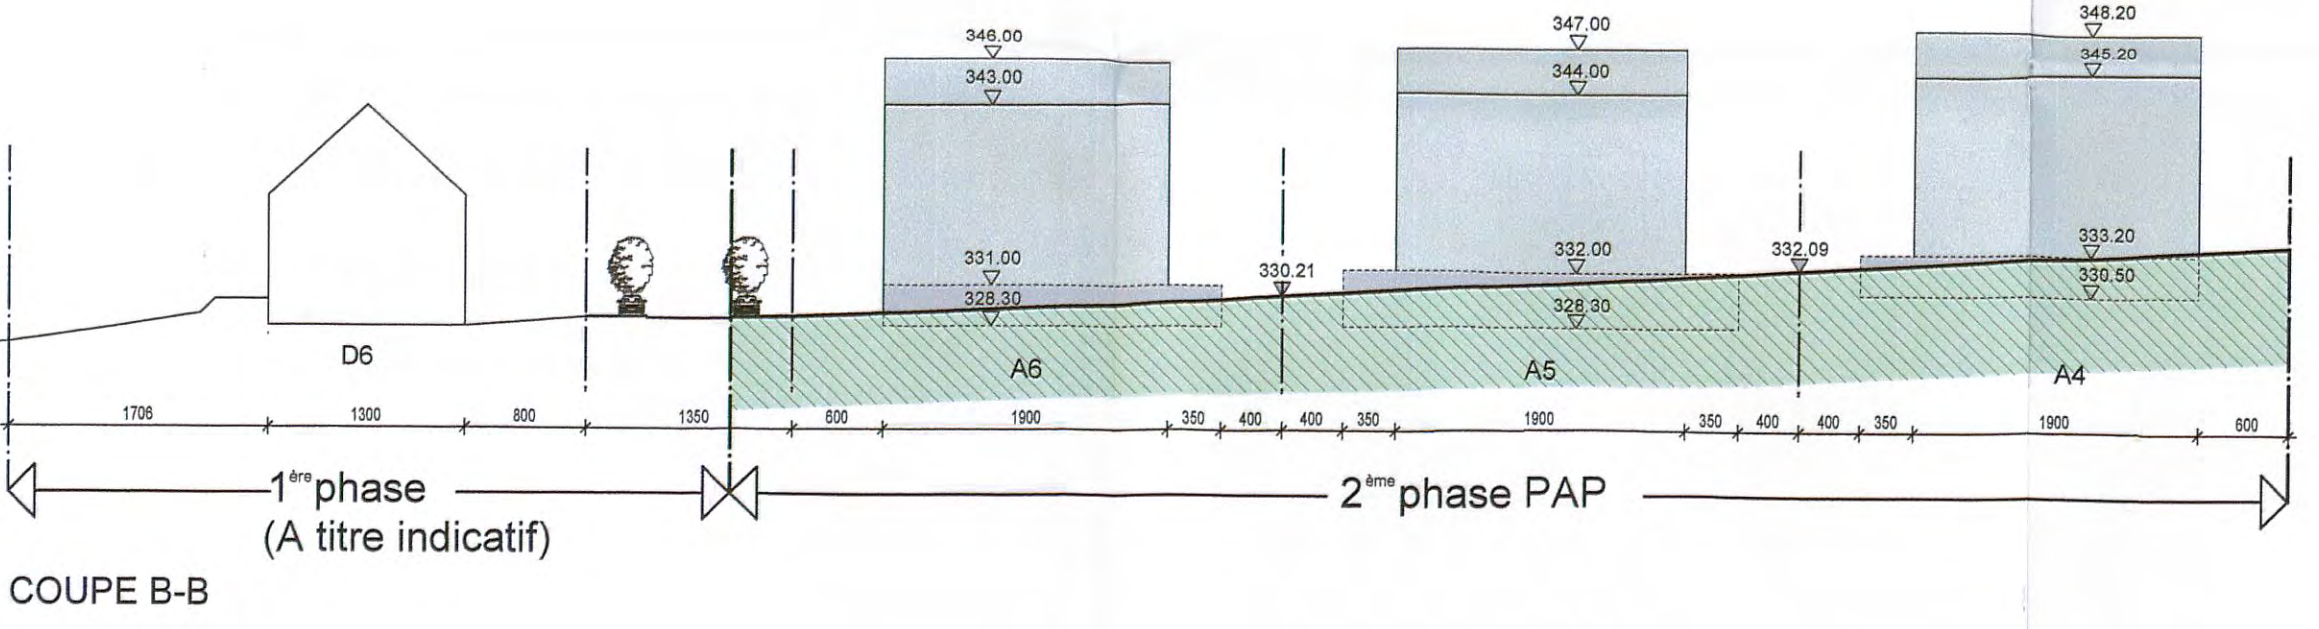 346.00
347.00
348.20
343.00
344.00
345.20
331.00
332.00
333.20
330.21
332.09
328.30
328.30
330.50
D6
A6
A5
A4
1706 1300 800 1350 600 1900 350 400 400 350 1900 350 400 400 350 1900 600
1ère phase
(A titre indicatif)
2ème phase PAP
COUPE B-B